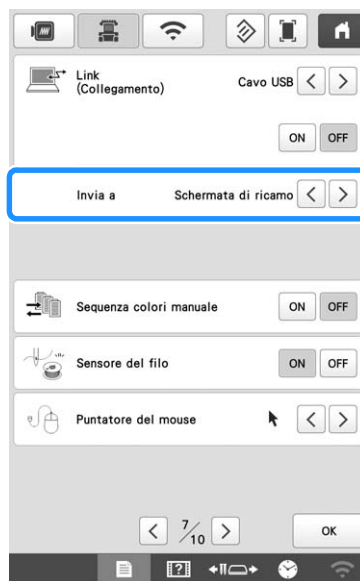 Link
(Collegamento)
Cavo USB < >
ON OFF
Invia a Schermata di ricamo < >
Sequenza colori manuale ON OFF
Sensore del filo ON OFF
Puntatore del mouse < >
< 7/10 > OK